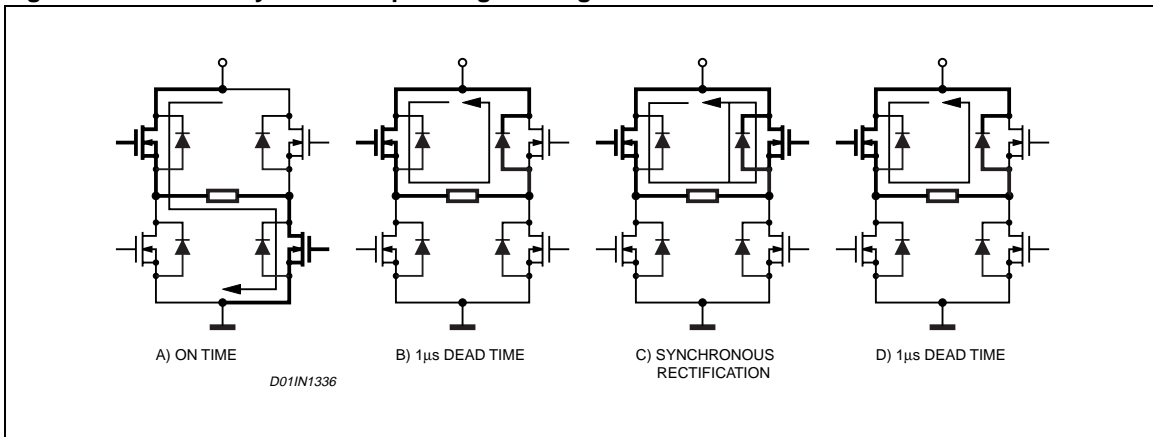 A) ON TIME
B) 1μs DEAD TIME
C) SYNCHRONOUS
RECTIFICATION
D) 1μs DEAD TIME
D01IN1336